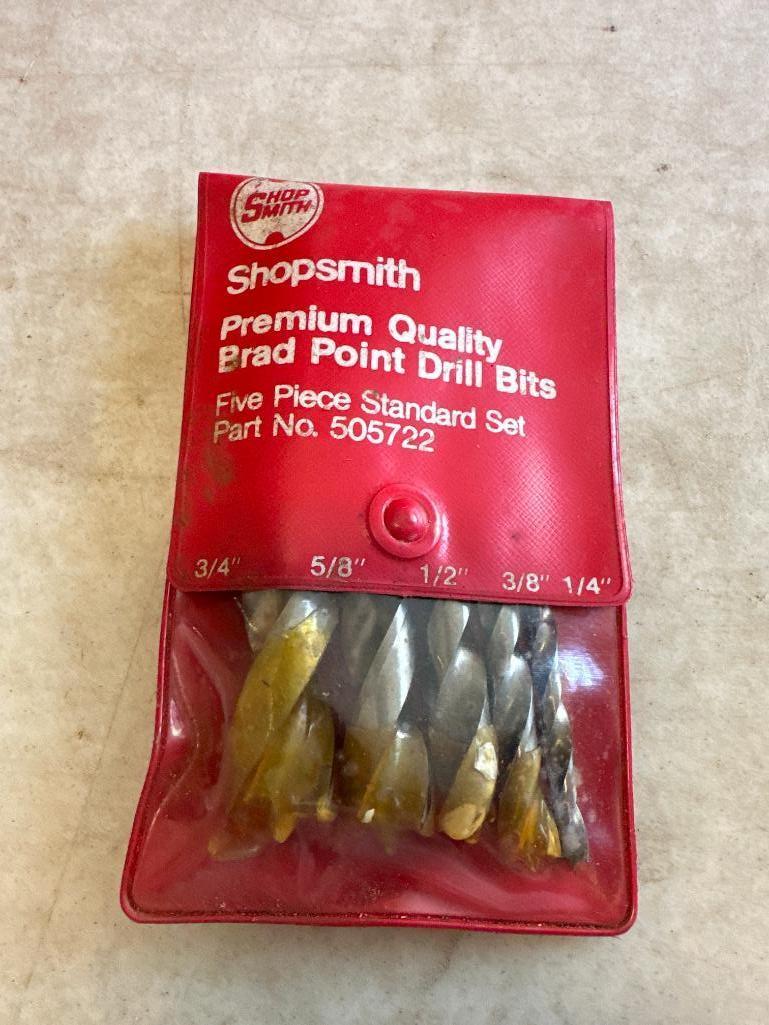 SHOP
SMITH
Shopsmith
Premium Quality
Brad Point Drill Bits
Five Piece Standard Set
Part No. 505722
3/4" 5/8" 1/2" 3/8" 1/4"